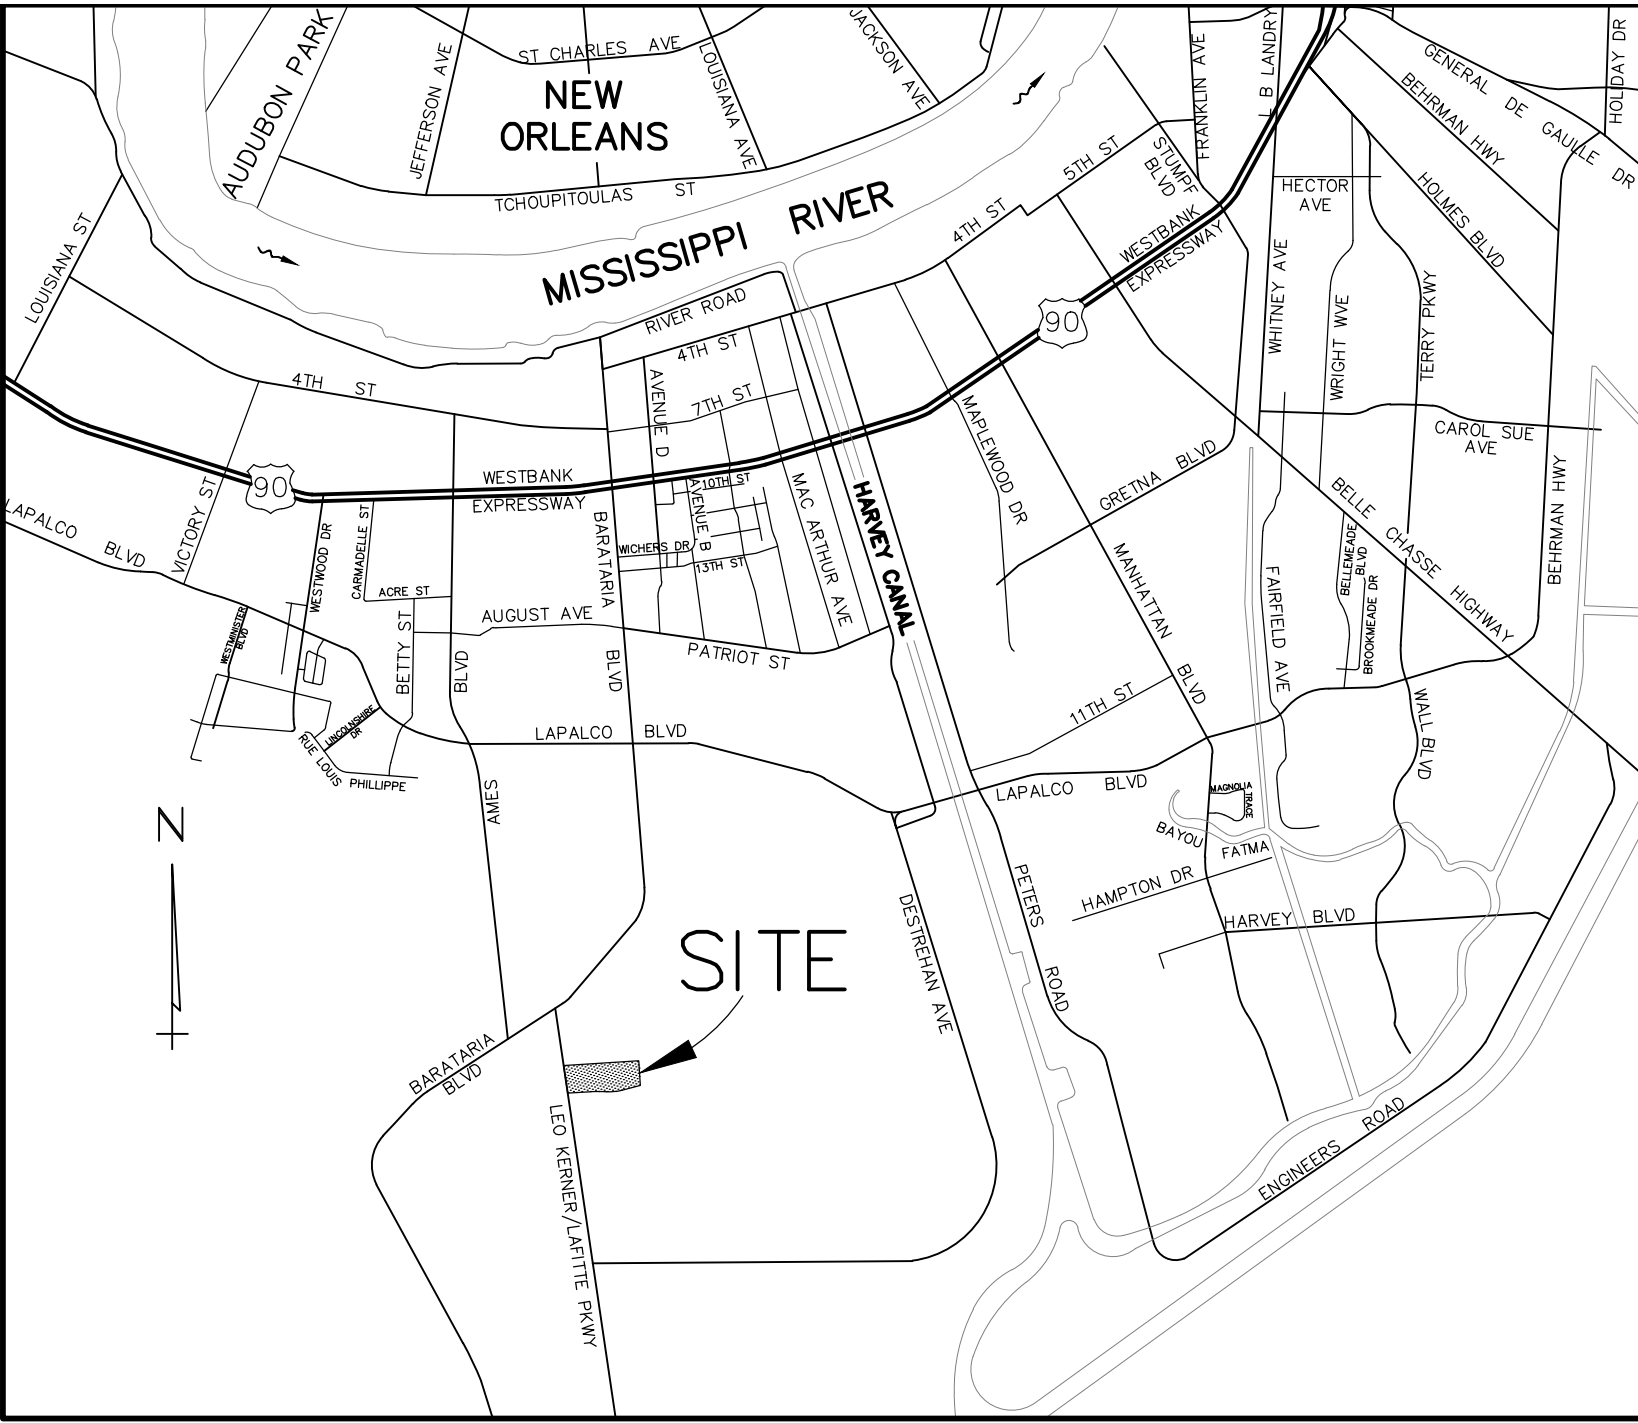 ST CHARLES AVE
NEW
ORLEANS
AUDUBON PARK
JEFFERSON AVE
LOUISIANA AVE
JACKSON AVE
TCHOUPITOULAS ST
MISSISSIPPI RIVER
LOUISIANA ST
RIVER ROAD
4TH ST
5TH ST
STUMPF
BLVD
FRANKLIN AVE
L B LANDRY
GENERAL DE GAULLE DR
HOLIDAY DR
BEHRMAN HWY
HOLMES BLVD
HECTOR
AVE
WESTBANK
EXPRESSWAY
90
WHITNEY AVE
WRIGHT WVE
TERRY PKWY
4TH ST
4TH ST
7TH ST
AVENUE D
10TH ST
AVENUE B
WICHERS DR
13TH ST
MAC ARTHUR AVE
HARVEY CANAL
MAPLEWOOD DR
GRETNA BLVD
MANHATTAN BLVD
CAROL SUE
AVE
BELLE CHASSE HIGHWAY
BEHRMAN HWY
FAIRFIELD AVE
BELLEMEADE
BLVD
BROOKMEADE DR
WALL BLVD
90
WESTBANK
EXPRESSWAY
LAPALCO BLVD
VICTORY ST
WESTWOOD DR
CARMADELLE ST
ACRE ST
BETTY ST
AUGUST AVE
BARATARIA BLVD
PATRIOT ST
WESTMINISTER
BLVD
LINCOLNSHIRE
DR
RUE LOUIS PHILLIPPE
AMES BLVD
LAPALCO BLVD
11TH ST
LAPALCO BLVD
MAGNOLIA
TRACE
BAYOU FATMA
HAMPTON DR
HARVEY BLVD
PETERS ROAD
DESTREHAN AVE
N
SITE
BARATARIA
BLVD
LEO KERNER/LAFITTE PKWY
ENGINEERS ROAD